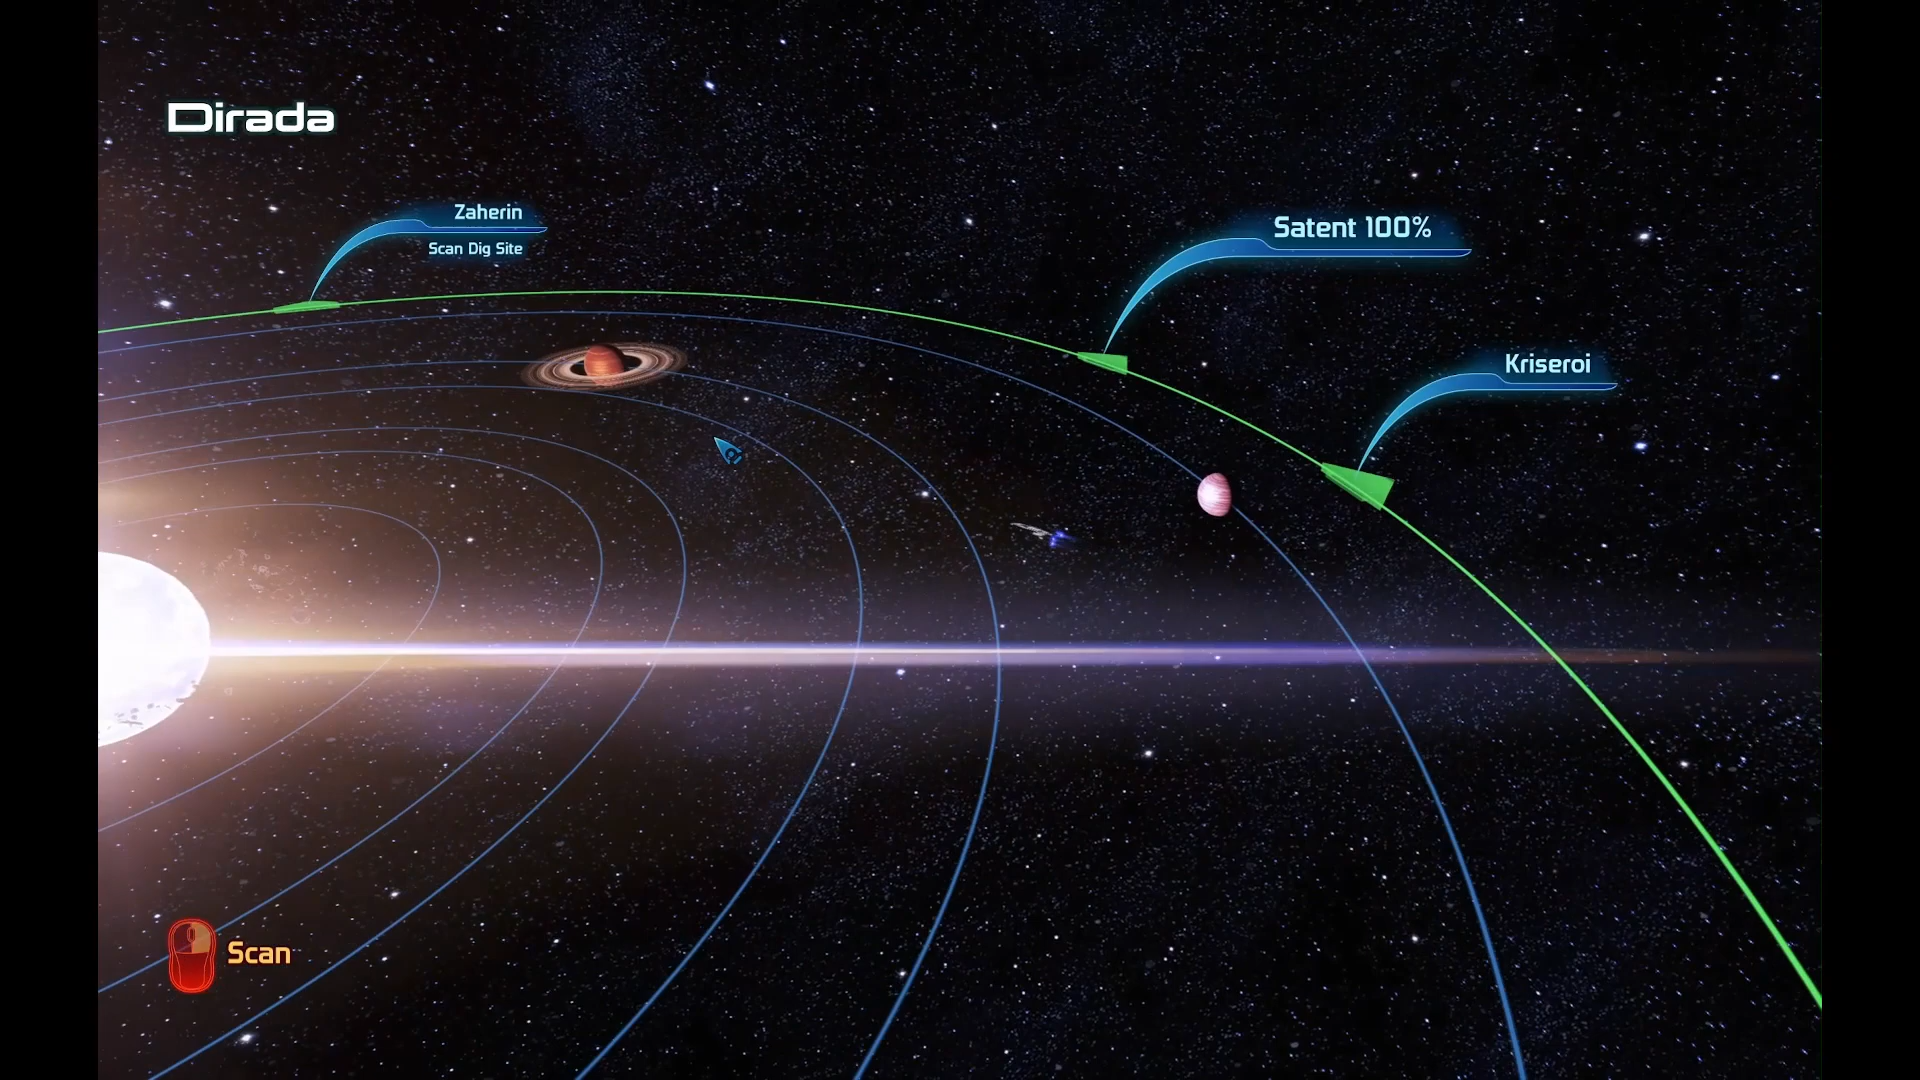 Dirada
Zaherin
Scan Dig Site
Satent 100%
Kriseroi
Scan